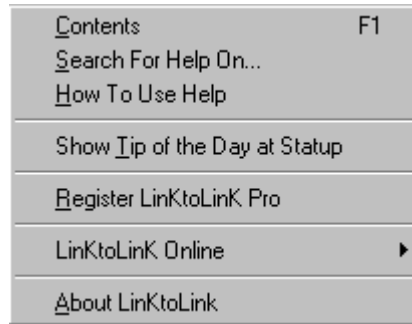 Contents F1
Search For Help On...
How To Use Help
Show Tip of the Day at Statup
Register LinKtoLinK Pro
LinKtoLinK Online
About LinKtoLink